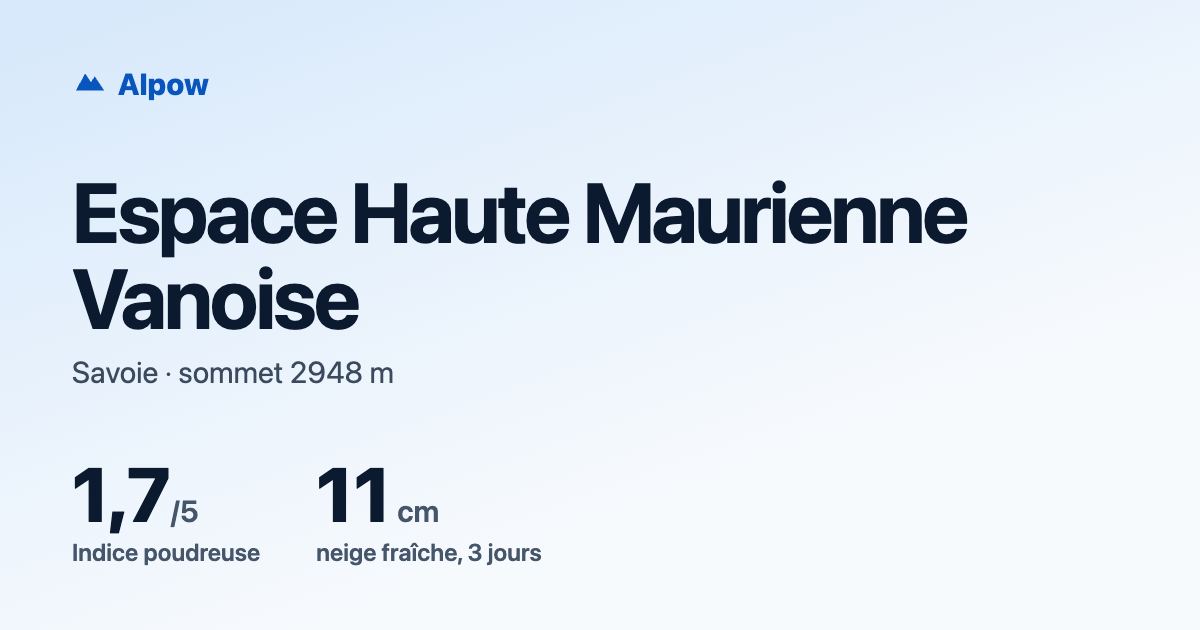 Alpow
Espace Haute Maurienne
Vanoise
Savoie · sommet 2948 m
1,7/5
11 cm
Indice poudreuse
neige fraîche, 3 jours